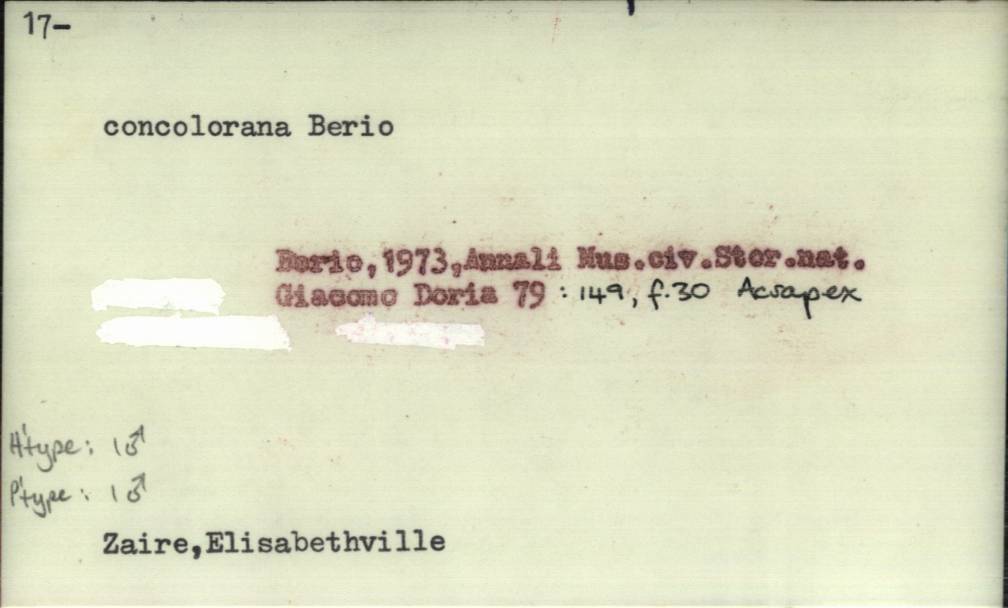 17-
concolorana Berio
Berio,1973,Annali Mus.civ.Stor.nat.
Giacomo Doria 79 : 149, f.30 Acrapex
H'type: 1♂
P'type: 1♂
Zaire,Elisabethville